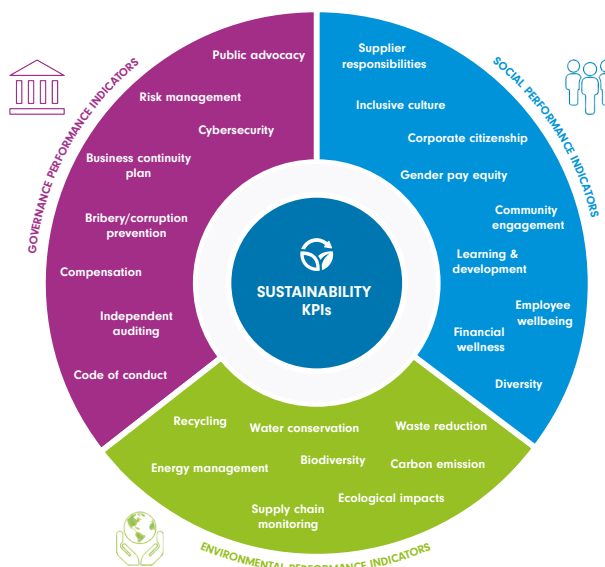 GOVERNANCE PERFORMANCE INDICATORS
Public advocacy
Risk management
Cybersecurity
Business continuity
plan
Bribery/corruption
prevention
Compensation
Independent
auditing
Code of conduct
SOCIAL PERFORMANCE INDICATORS
Supplier
responsibilities
Inclusive culture
Corporate citizenship
Gender pay equity
Community
engagement
Learning &
development
Employee
wellbeing
Financial
wellness
Diversity
SUSTAINABILITY
KPIs
Recycling
Water conservation
Waste reduction
Energy management
Biodiversity
Carbon emission
Ecological impacts
Supply chain
monitoring
ENVIRONMENTAL PERFORMANCE INDICATORS